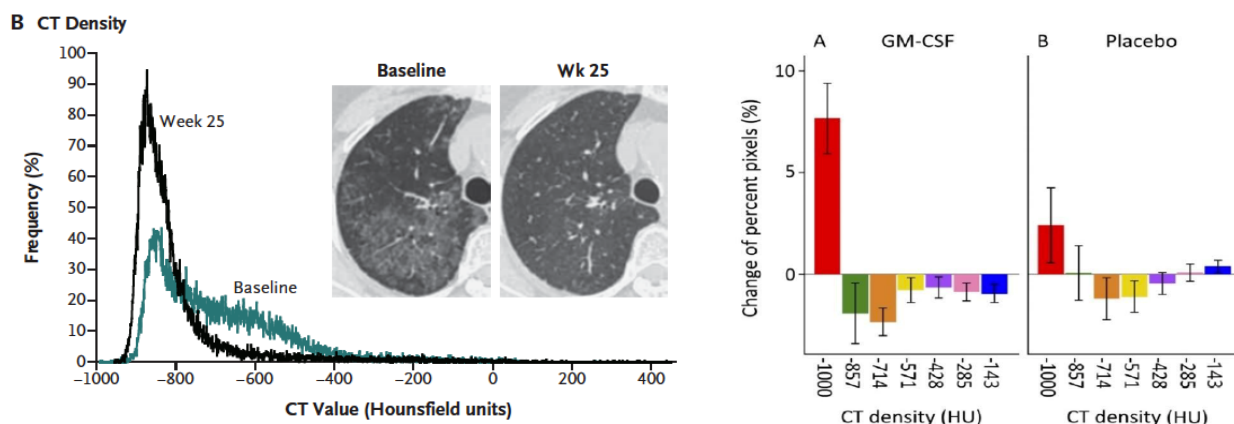 B CT Density
100
90
80
70
60
50
40
30
20
10
0
Frequency (%)
Week 25
Baseline
Baseline
Wk 25
−1000 −800 −600 −400 −200 0 200 400
CT Value (Hounsfield units)
A GM-CSF
B Placebo
Change of percent pixels (%)
10
5
0
-1000 -857 -714 -571 -428 -285 -143
-1000 -857 -714 -571 -428 -285 -143
CT density (HU)
CT density (HU)